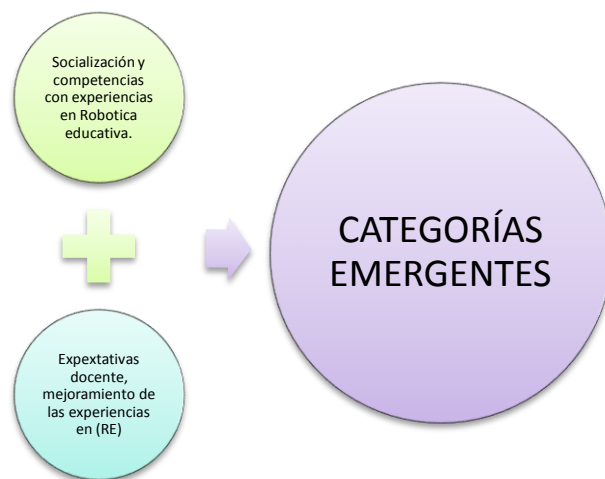 Socialización y
competencias
con experiencias
en Robotica
educativa.
CATEGORÍAS
EMERGENTES
Expextativas
docente,
mejoramiento de
las experiencias
en (RE)